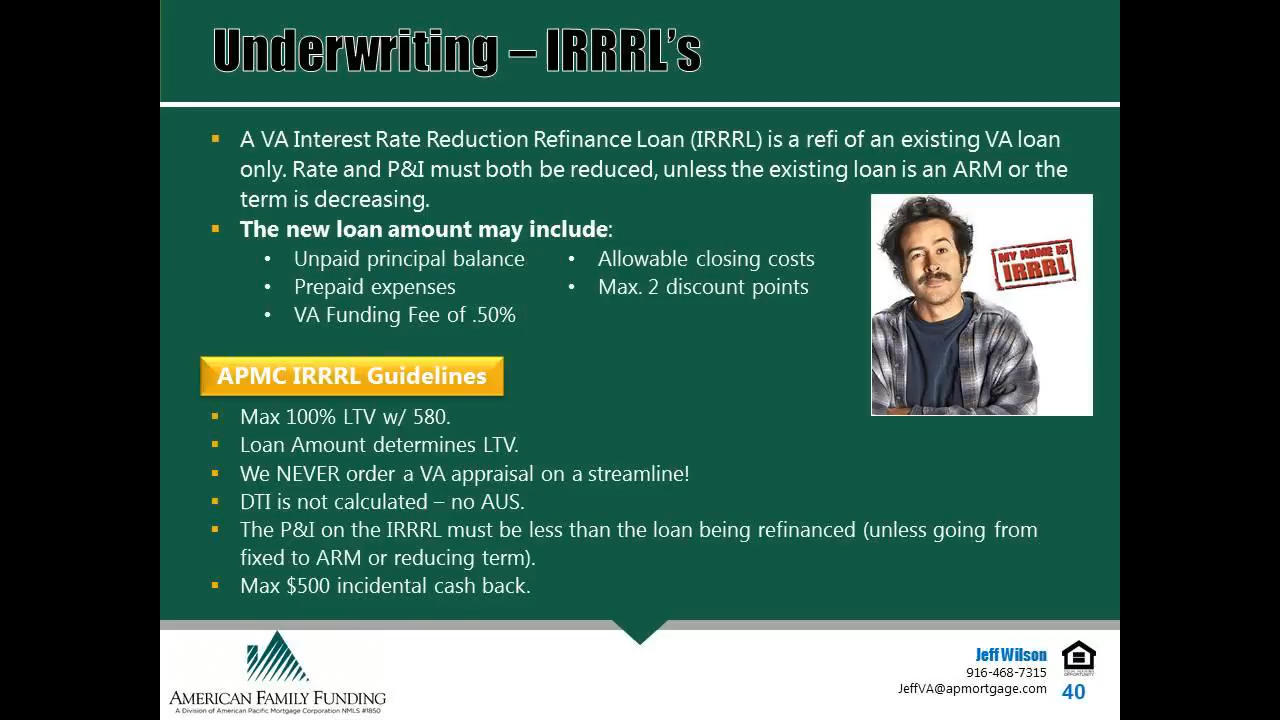 Underwriting – IRRRL's
▪ A VA Interest Rate Reduction Refinance Loan (IRRRL) is a refi of an existing VA loan
only. Rate and P&I must both be reduced, unless the existing loan is an ARM or the
term is decreasing.
▪ The new loan amount may include:
• Unpaid principal balance
• Prepaid expenses
• VA Funding Fee of .50%
• Allowable closing costs
• Max. 2 discount points
MY NAME IS
IRRRL
APMC IRRRL Guidelines
▪ Max 100% LTV w/ 580.
▪ Loan Amount determines LTV.
▪ We NEVER order a VA appraisal on a streamline!
▪ DTI is not calculated – no AUS.
▪ The P&I on the IRRRL must be less than the loan being refinanced (unless going from
fixed to ARM or reducing term).
▪ Max $500 incidental cash back.
AMERICAN FAMILY FUNDING
A Division of American Pacific Mortgage Corporation NMLS #1850
Jeff Wilson
916-468-7315
JeffVA@apmortgage.com
EQUAL HOUSING
OPPORTUNITY
40